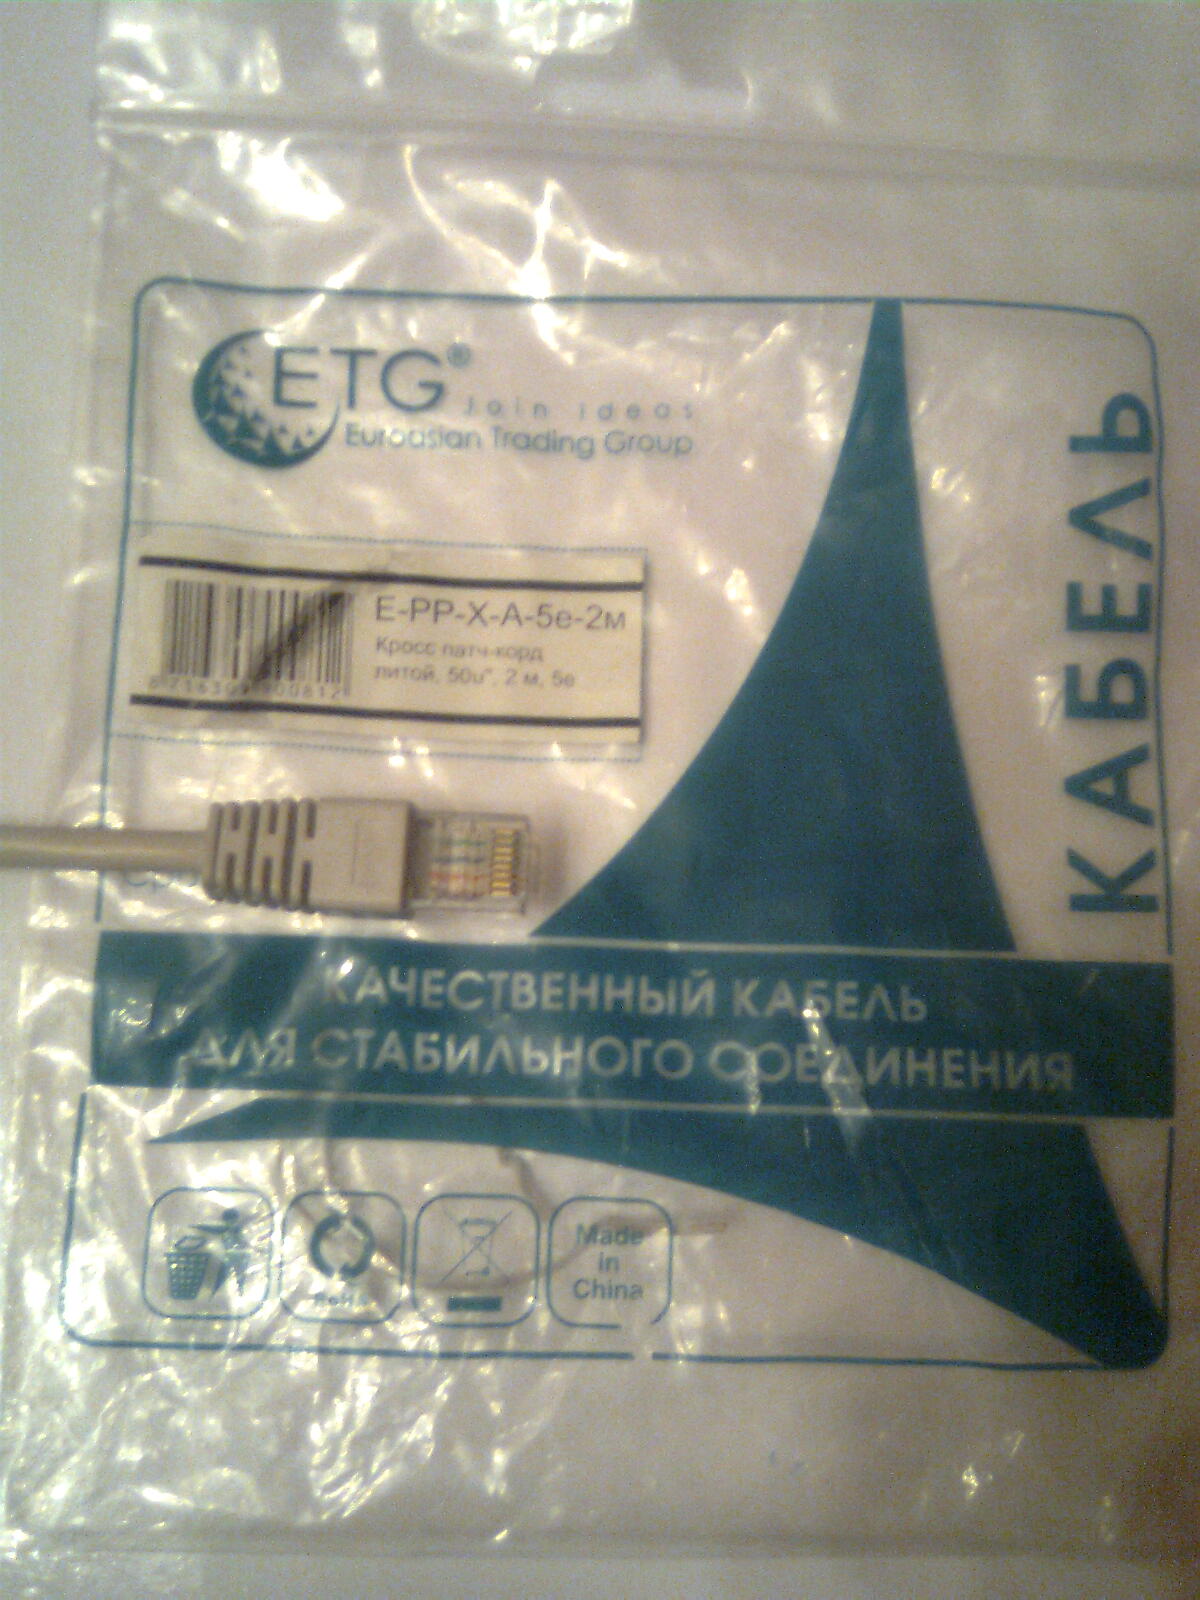 ETG®
Join ideas
Euroasian Trading Group
E-PP-X-A-5e-2м
Кросс патч-корд
литой, 50u", 2 м, 5e
КАБЕЛЬ
КАЧЕСТВЕННЫЙ КАБЕЛЬ
ДЛЯ СТАБИЛЬНОГО СОЕДИНЕНИЯ
RoHS
Made
in
China